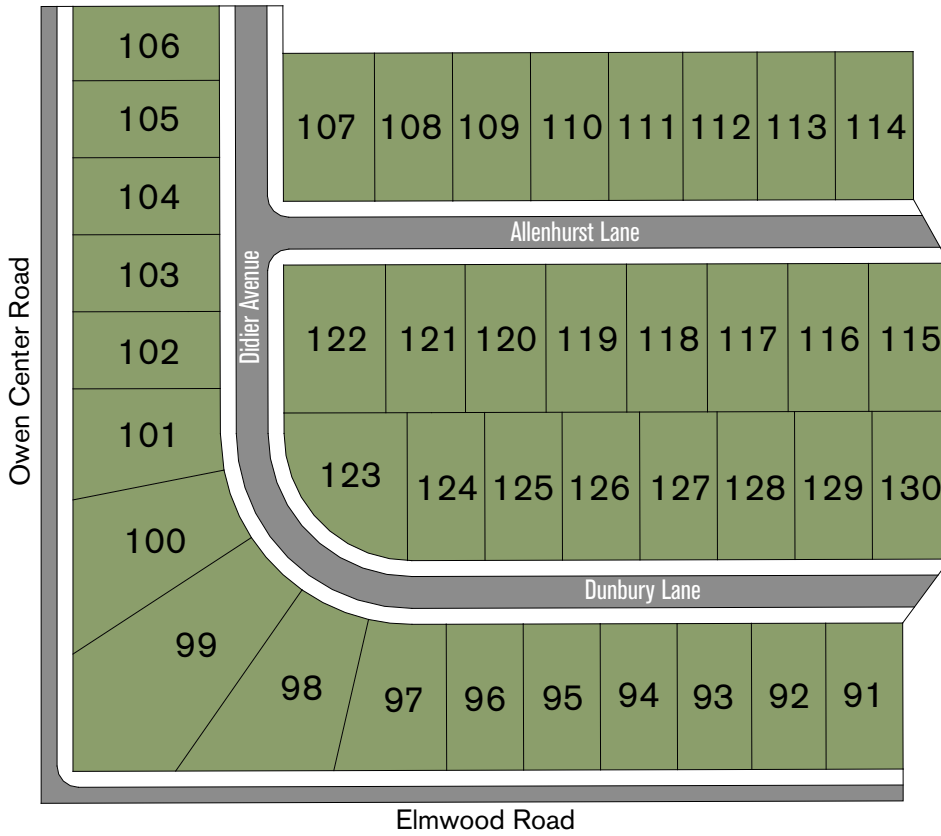 106
105
107 108 109 110 111 112 113 114
104
Allenhurst Lane
103
Didier Avenue
Owen Center Road
102
122 121 120 119 118 117 116 115
101
123 124 125 126 127 128 129 130
100
Dunbury Lane
99
98
97 96 95 94 93 92 91
Elmwood Road